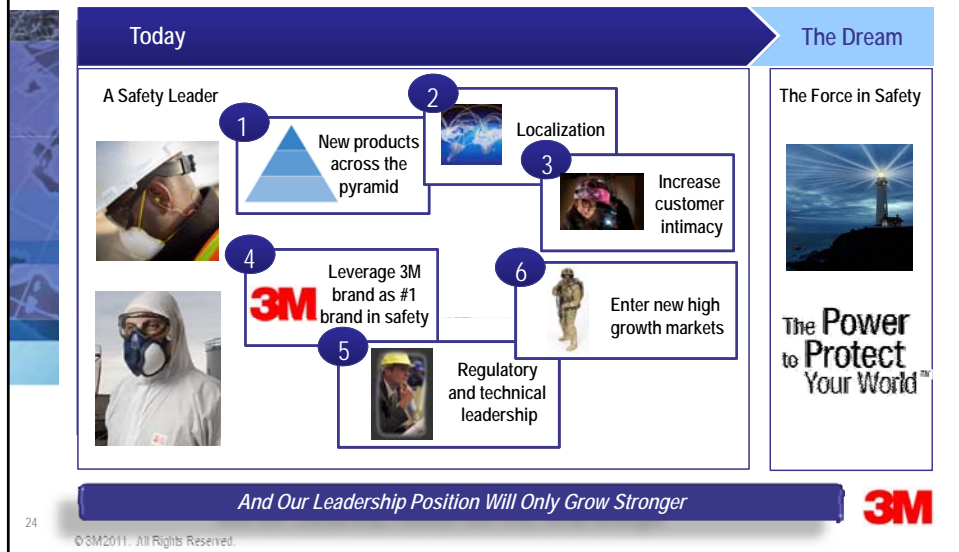 Today
The Dream
A Safety Leader
1
New products
across the
pyramid
2
Localization
3
Increase
customer
intimacy
4
3M
Leverage 3M
brand as #1
brand in safety
5
Regulatory
and technical
leadership
6
Enter new high
growth markets
The Force in Safety
The Power
to Protect
Your World™
And Our Leadership Position Will Only Grow Stronger
3M
24
© 3M 2011. All Rights Reserved.